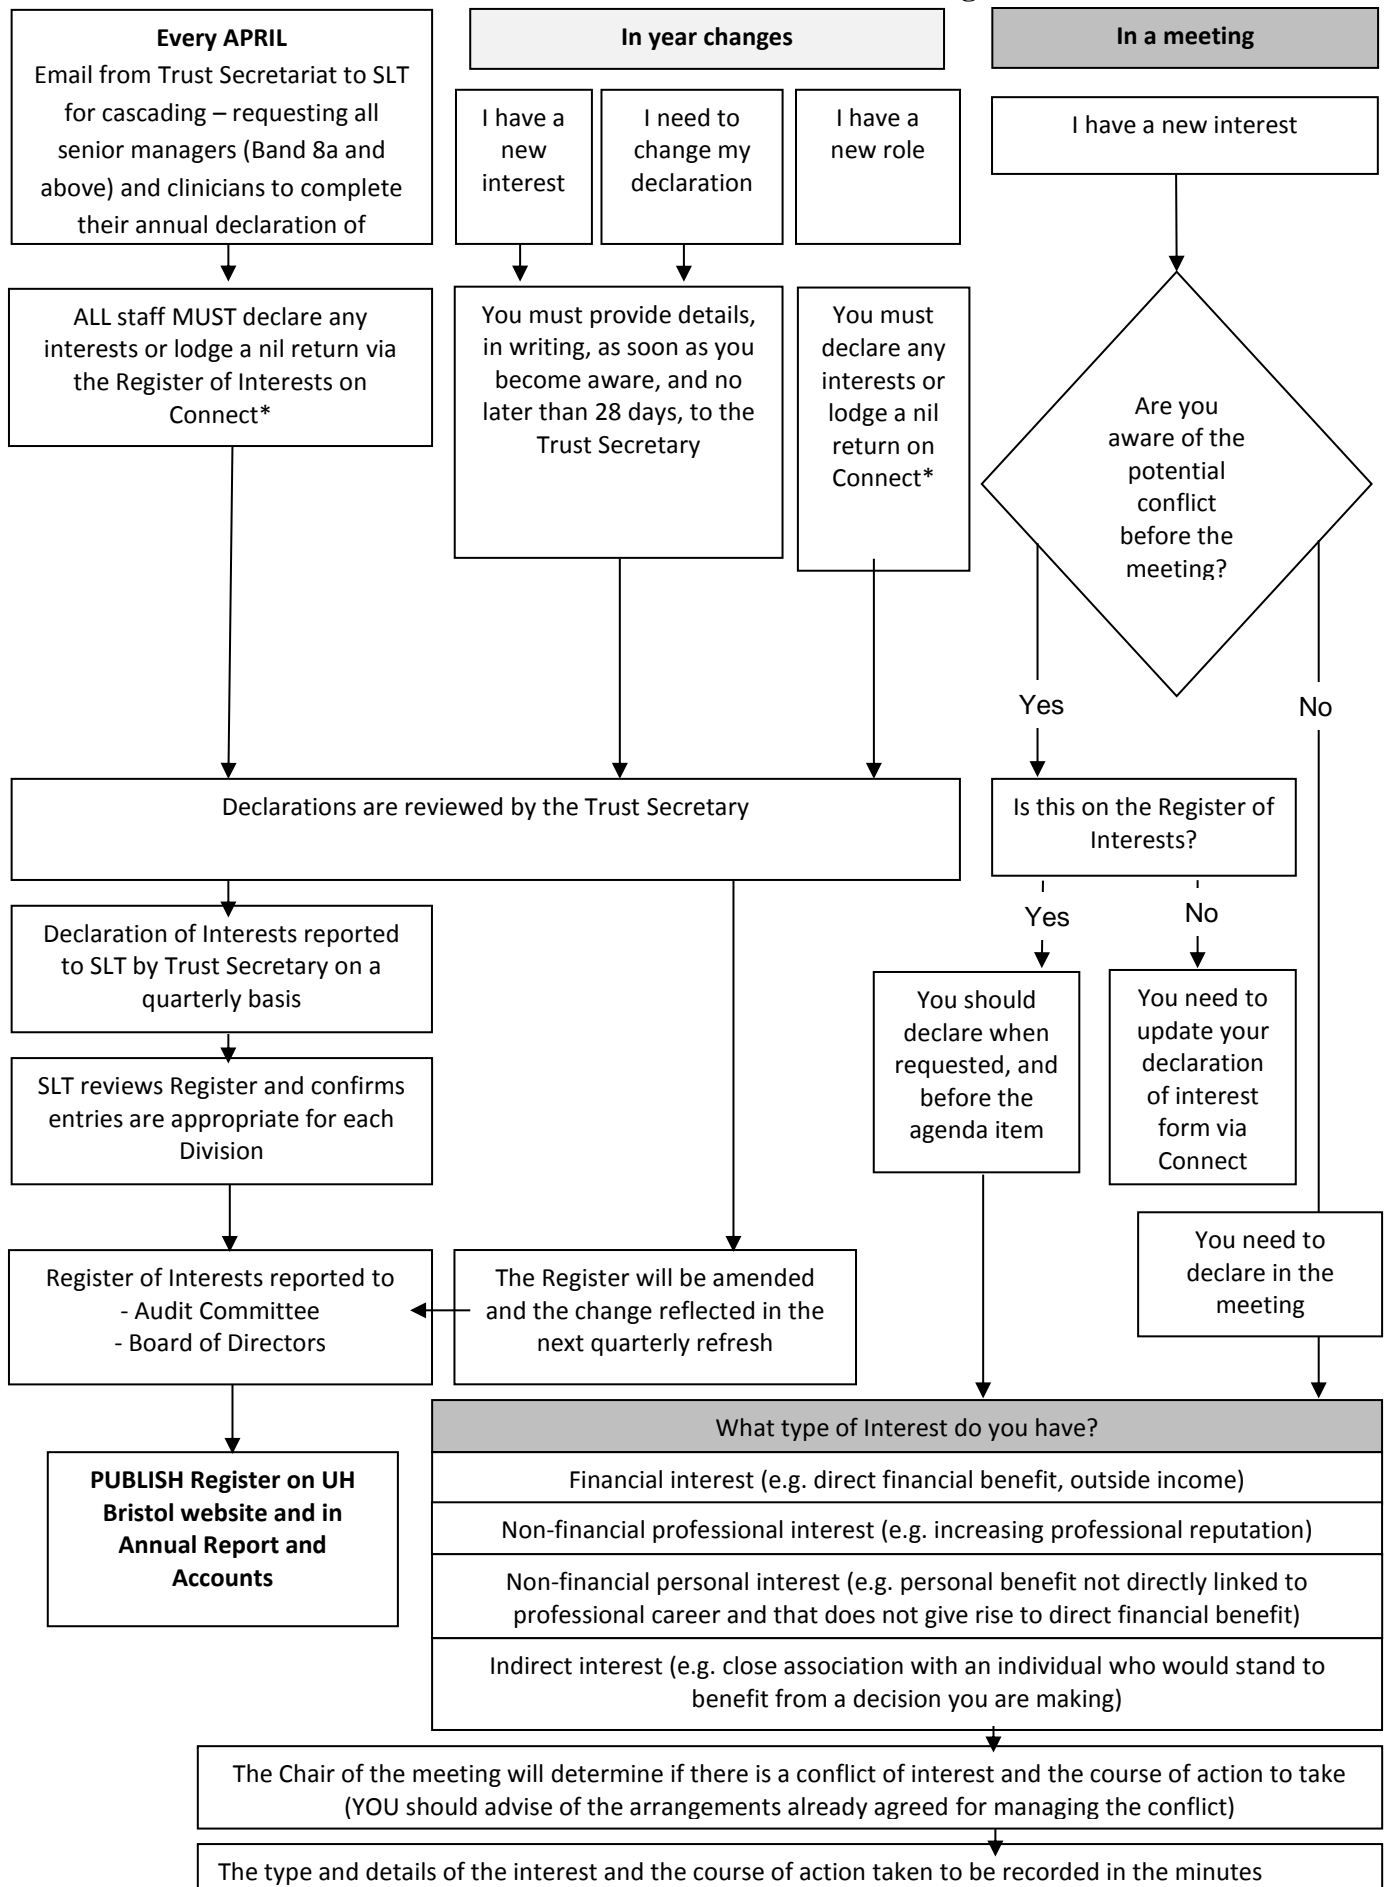 Every APRIL
Email from Trust Secretariat to SLT
for cascading – requesting all
senior managers (Band 8a and
above) and clinicians to complete
their annual declaration of
ALL staff MUST declare any
interests or lodge a nil return via
the Register of Interests on
Connect*
In year changes
I have a
new
interest
I need to
change my
declaration
I have a
new role
You must provide details,
in writing, as soon as you
become aware, and no
later than 28 days, to the
Trust Secretary
You must
declare any
interests or
lodge a nil
return on
Connect*
Declarations are reviewed by the Trust Secretary
Declaration of Interests reported
to SLT by Trust Secretary on a
quarterly basis
SLT reviews Register and confirms
entries are appropriate for each
Division
Register of Interests reported to
- Audit Committee
- Board of Directors
The Register will be amended
and the change reflected in the
next quarterly refresh
PUBLISH Register on UH
Bristol website and in
Annual Report and
Accounts
In a meeting
I have a new interest
Are you
aware of the
potential
conflict
before the
meeting?
Yes
No
Is this on the Register of
Interests?
Yes
No
You should
declare when
requested, and
before the
agenda item
You need to
update your
declaration
of interest
form via
Connect
You need to
declare in the
meeting
What type of Interest do you have?
Financial interest (e.g. direct financial benefit, outside income)
Non-financial professional interest (e.g. increasing professional reputation)
Non-financial personal interest (e.g. personal benefit not directly linked to
professional career and that does not give rise to direct financial benefit)
Indirect interest (e.g. close association with an individual who would stand to
benefit from a decision you are making)
The Chair of the meeting will determine if there is a conflict of interest and the course of action to take
(YOU should advise of the arrangements already agreed for managing the conflict)
The type and details of the interest and the course of action taken to be recorded in the minutes